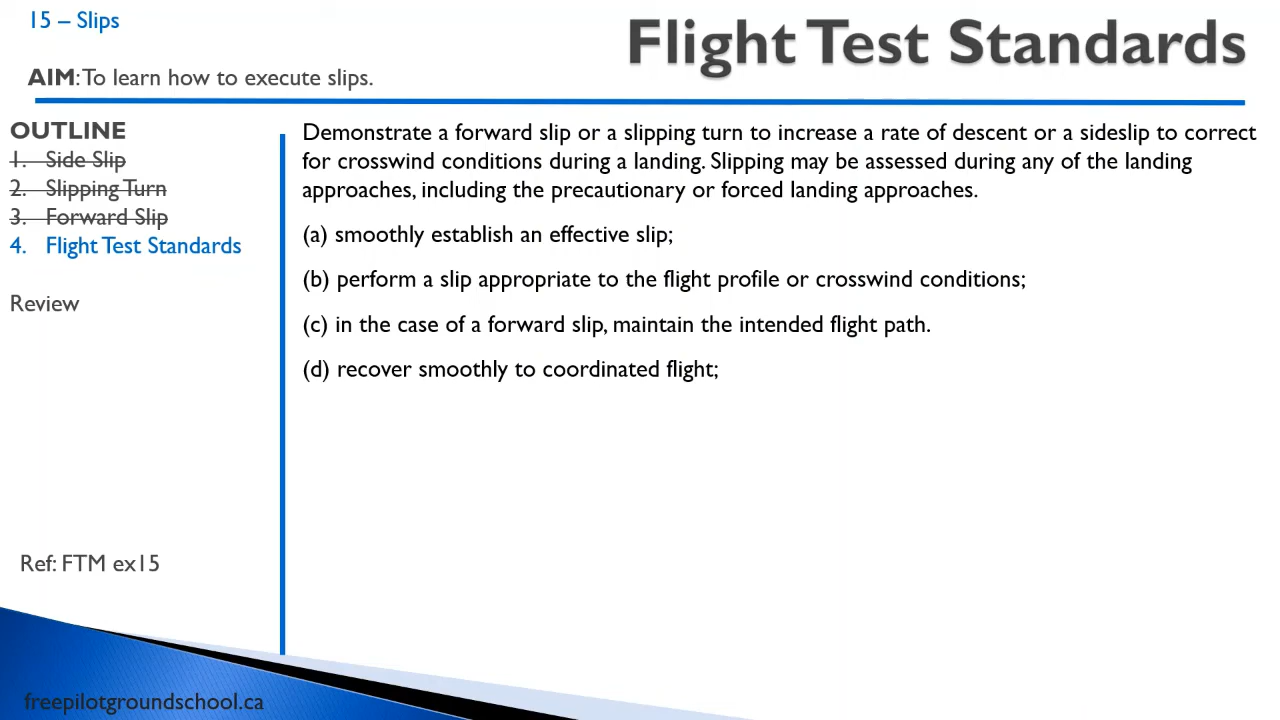 15 – Slips
Flight Test Standards
AIM: To learn how to execute slips.
OUTLINE
1. Side Slip
2. Slipping Turn
3. Forward Slip
4. Flight Test Standards
Review
Ref: FTM ex15
Demonstrate a forward slip or a slipping turn to increase a rate of descent or a sideslip to correct
for crosswind conditions during a landing. Slipping may be assessed during any of the landing
approaches, including the precautionary or forced landing approaches.
(a) smoothly establish an effective slip;
(b) perform a slip appropriate to the flight profile or crosswind conditions;
(c) in the case of a forward slip, maintain the intended flight path.
(d) recover smoothly to coordinated flight;
freepilotgroundschool.ca